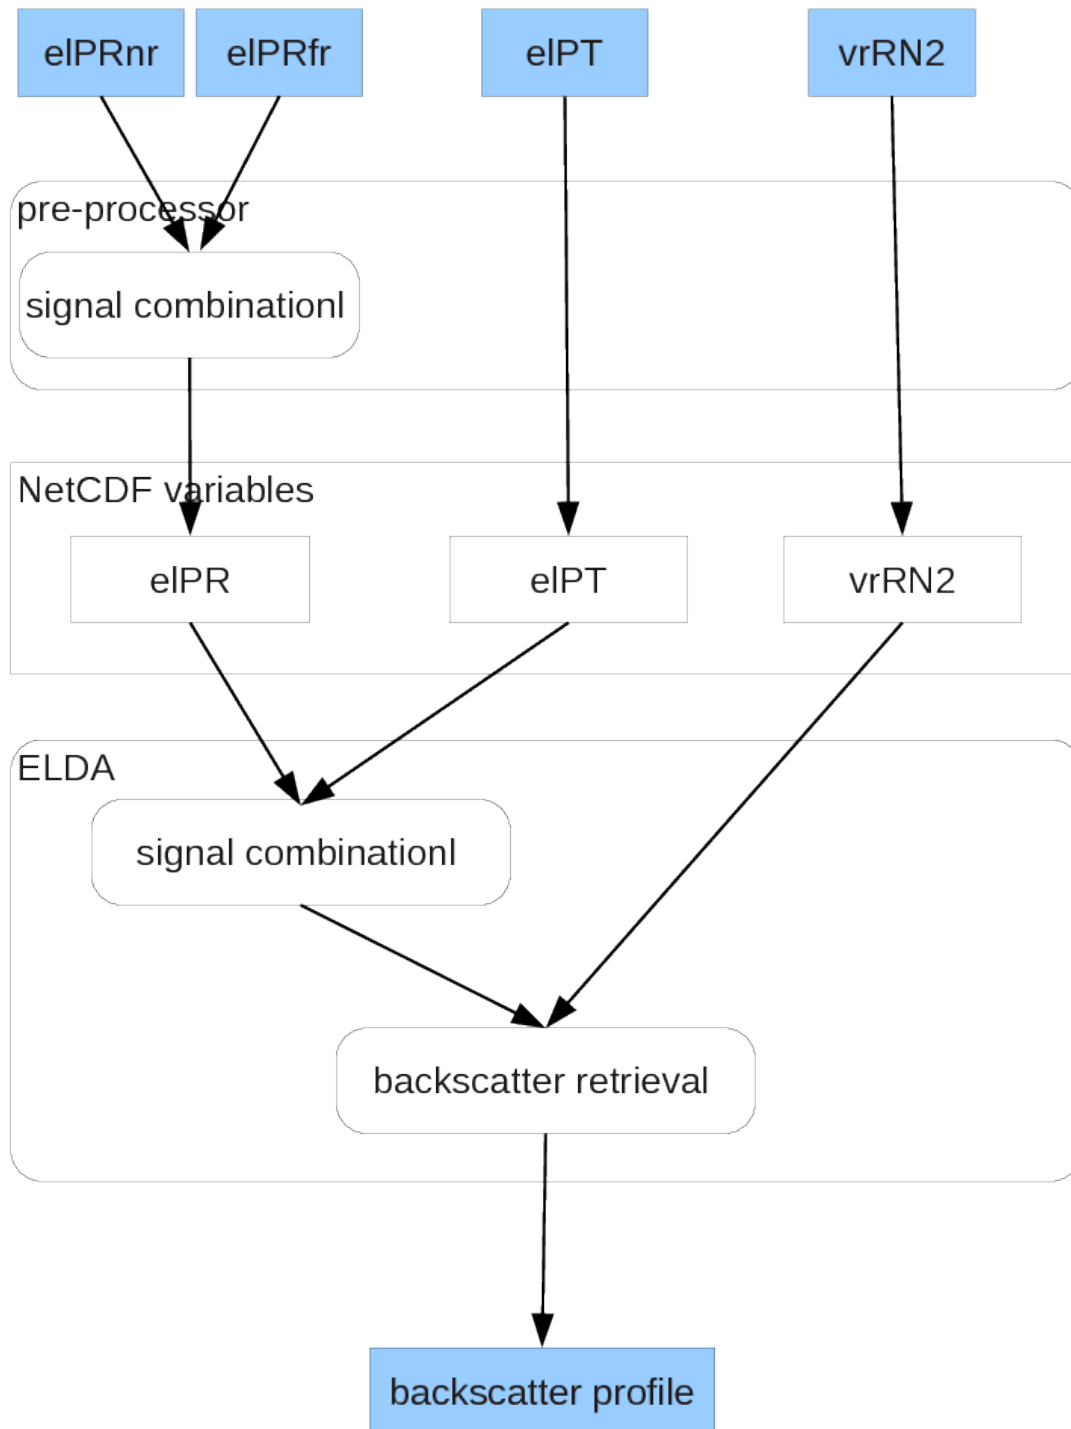 elPRnr
elPRfr
elPT
vrRN2
pre-processor
signal combinationl
NetCDF variables
elPR
elPT
vrRN2
ELDA
signal combinationl
backscatter retrieval
backscatter profile